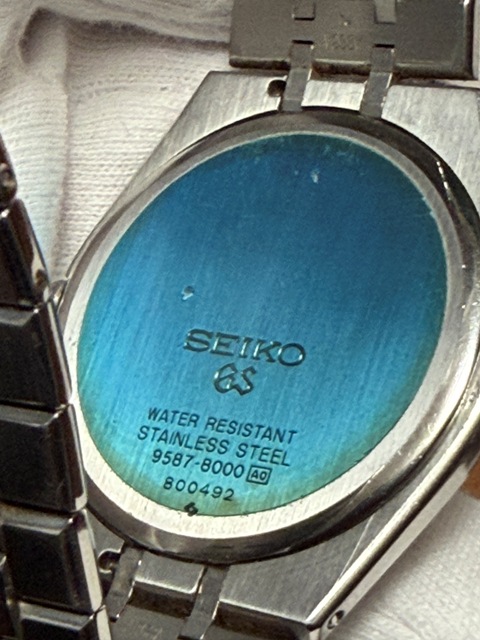 SEIKO
GS
WATER RESISTANT
STAINLESS STEEL
9587-8000 A0
800492